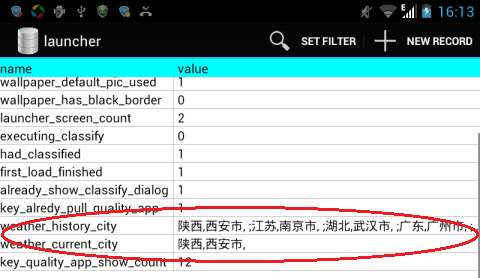 E
16:13
launcher
SET FILTER
NEW RECORD
name value
wallpaper_default_pic_used 1
wallpaper_has_black_border 0
launcher_screen_count 2
executing_classify 0
had_classified 1
first_load_finished 1
already_show_classify_dialog 1
key_alredy_pull_quality_app 1
weather_history_city 陕西,西安市, ;江苏,南京市, ;湖北,武汉市, ;广东,广州市, ;
weather_current_city 陕西,西安市,
key_quality_app_show_count 12